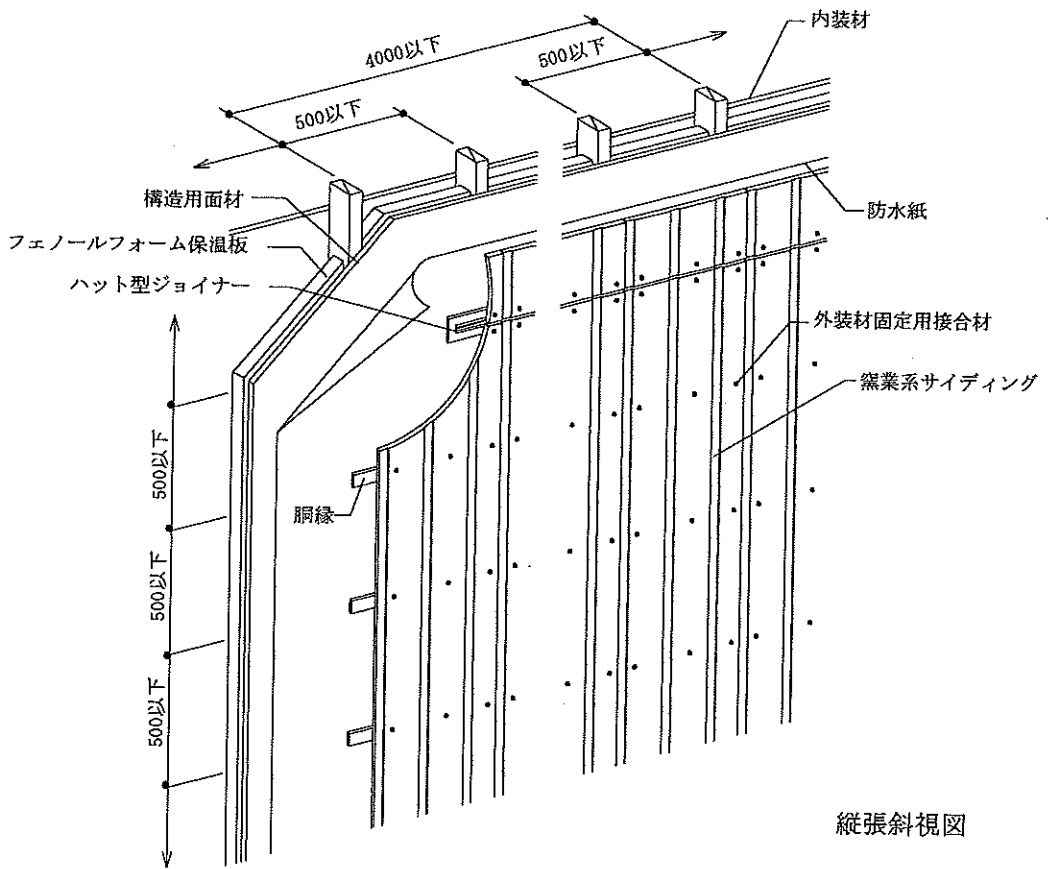 内装材
4000以下
500以下
500以下
構造用面材
防水紙
フェノールフォーム保温板
ハット型ジョイナー
外装材固定用接合材
窯業系サイディング
500以下
胴縁
500以下
500以下
縦張斜視図